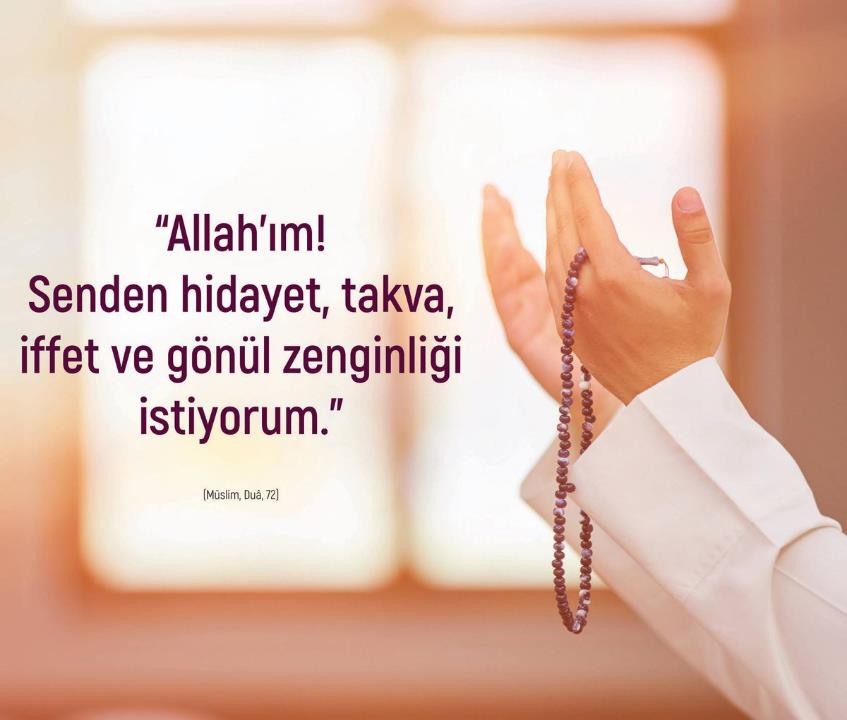 “Allah’ım!
Senden hidayet, takva,
iffet ve gönül zenginliği
istiyorum.”
(Müslim, Duâ, 72)